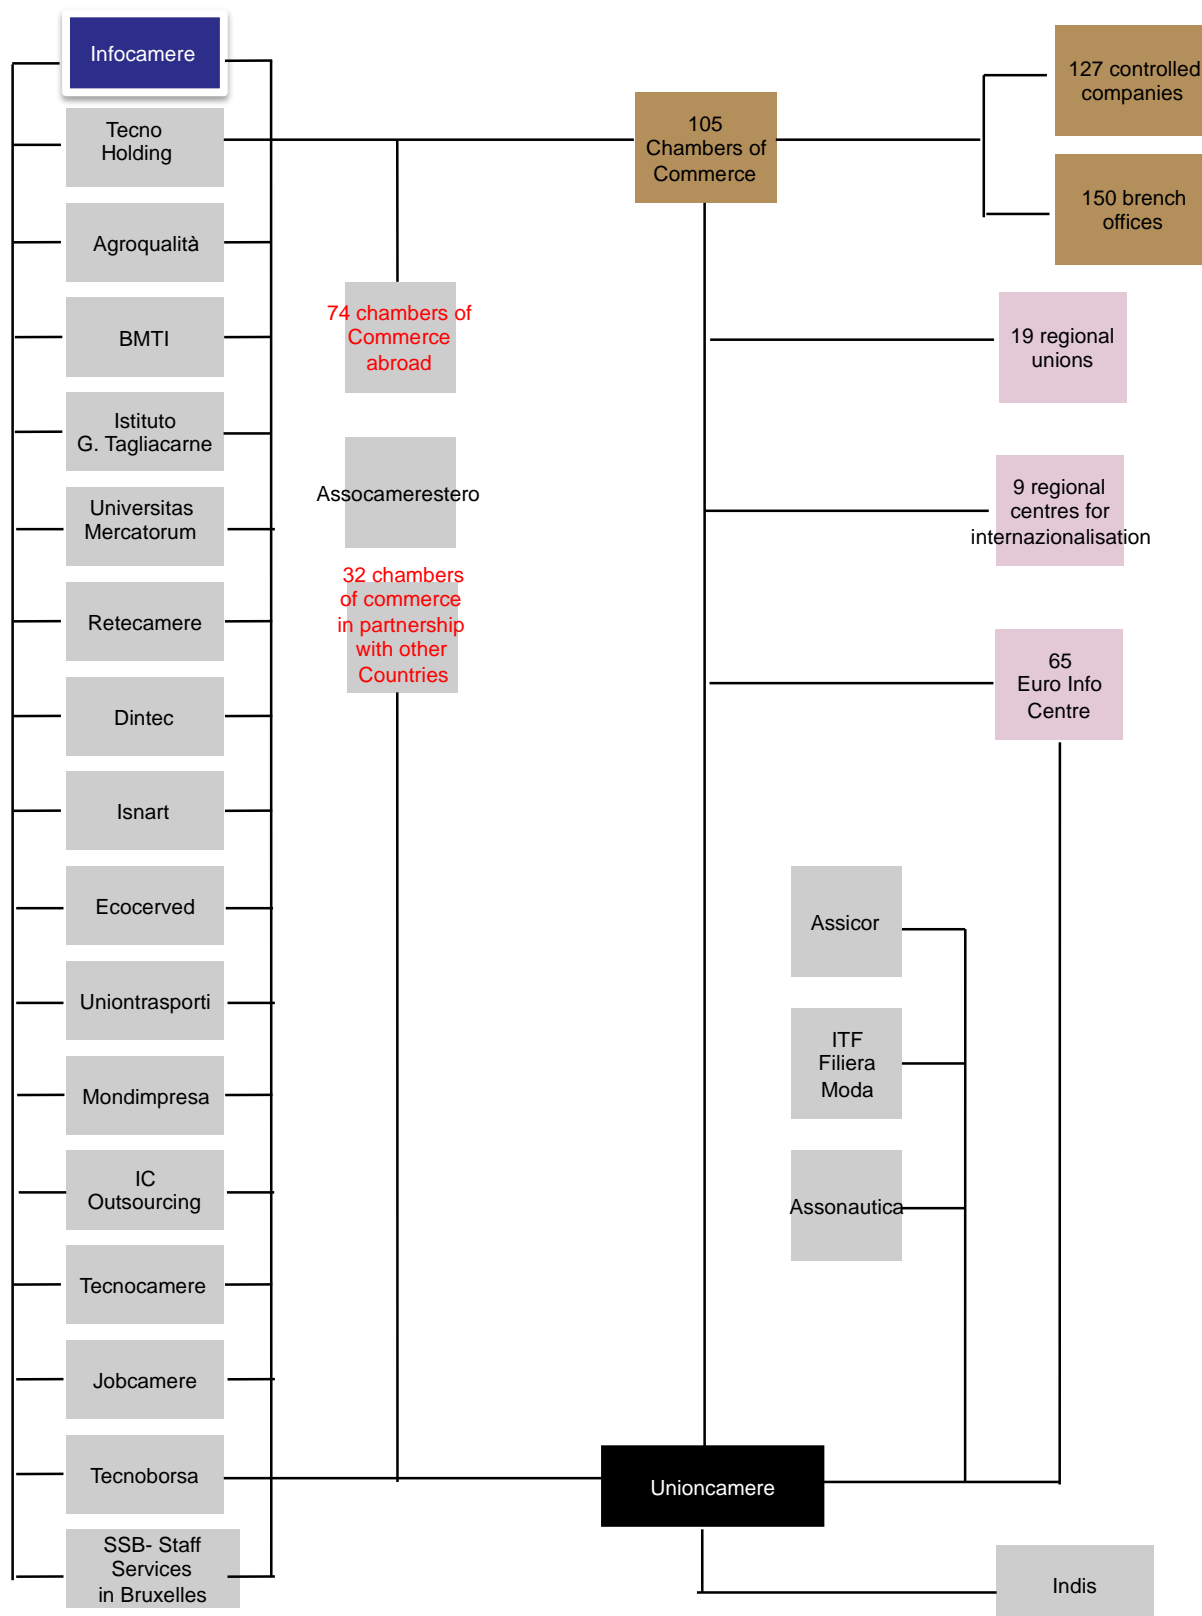 Infocamere
Tecno
Holding
Agroqualità
BMTI
Istituto
G. Tagliacarne
Universitas
Mercatorum
Retecamere
Dintec
Isnart
Ecocerved
Uniontrasporti
Mondimpresa
IC
Outsourcing
Tecnocamere
Jobcamere
Tecnoborsa
SSB- Staff
Services
in Bruxelles
74 chambers of
Commerce
abroad
Assocamerestero
32 chambers
of commerce
in partnership
with other
Countries
105
Chambers of
Commerce
127 controlled
companies
150 brench
offices
19 regional
unions
9 regional
centres for
internazionalisation
65
Euro Info
Centre
Assicor
ITF
Filiera
Moda
Assonautica
Unioncamere
Indis